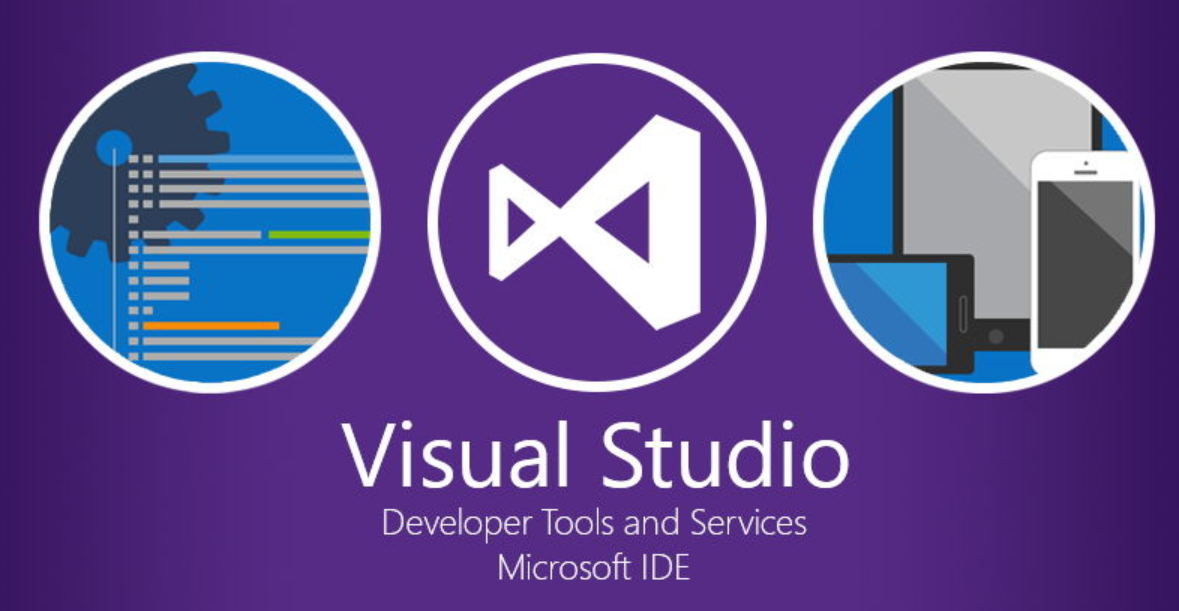 Visual Studio
Developer Tools and Services
Microsoft IDE